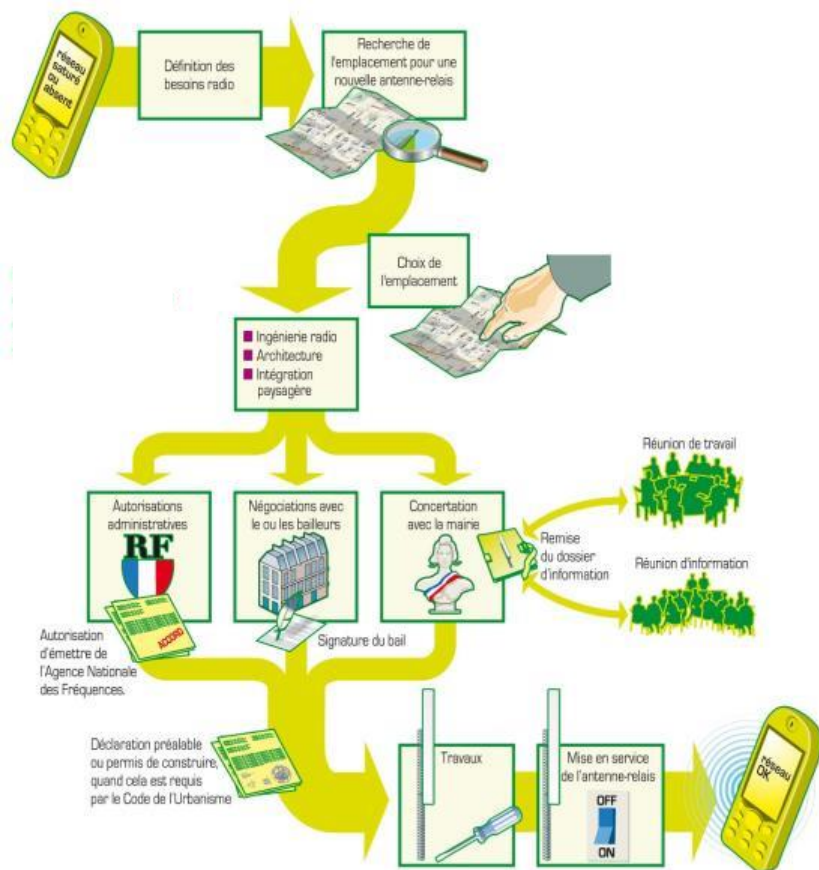 réseau
saturé
ou
absent
Définition des
besoins radio
Recherche de
l'emplacement pour une
nouvelle antenne-relais
Choix de
l'emplacement
Ingénierie radio
Architecture
Intégration
paysagère
Autorisations
administratives
RF
ACCORD
Autorisation
d'émettre de
l'Agence Nationale
des Fréquences.
Négociations avec
le ou les bailleurs
Signature du bail
Concertation
avec la mairie
Remise
du dossier
d'information
Réunion de travail
Réunion d'information
Déclaration préalable
ou permis de construire,
quand cela est requis
par le Code de l'Urbanisme
Travaux
Mise en service
de l'antenne-relais
OFF
ON
réseau
OK